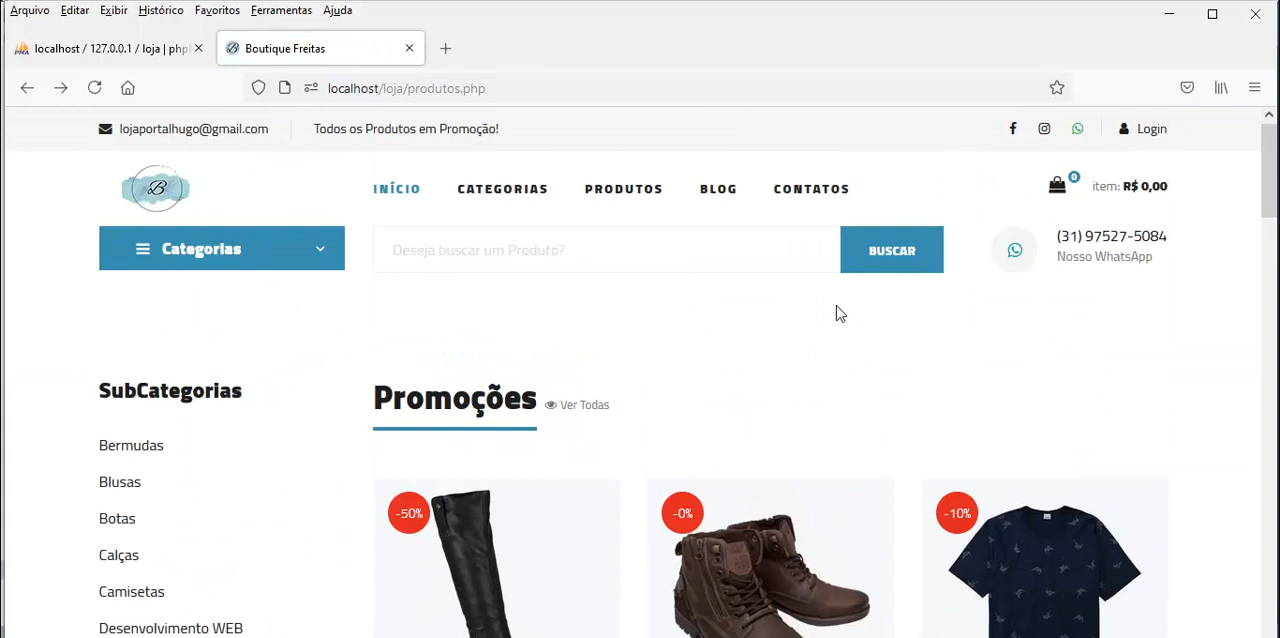 Arquivo Editar Exibir Histórico Favoritos Ferramentas Ajuda
PMA localhost / 127.0.0.1 / loja | php
B Boutique Freitas
localhost/loja/produtos.php
lojaportalhugo@gmail.com Todos os Produtos em Promoção! Login
B INÍCIO CATEGORIAS PRODUTOS BLOG CONTATOS 0 item: R$ 0,00
Categorias Deseja buscar um Produto? BUSCAR (31) 97527-5084
Nosso WhatsApp
SubCategorias Promoções Ver Todas
Bermudas
Blusas
Botas
Calças
Camisetas
Desenvolvimento WEB
-50% -0% -10%